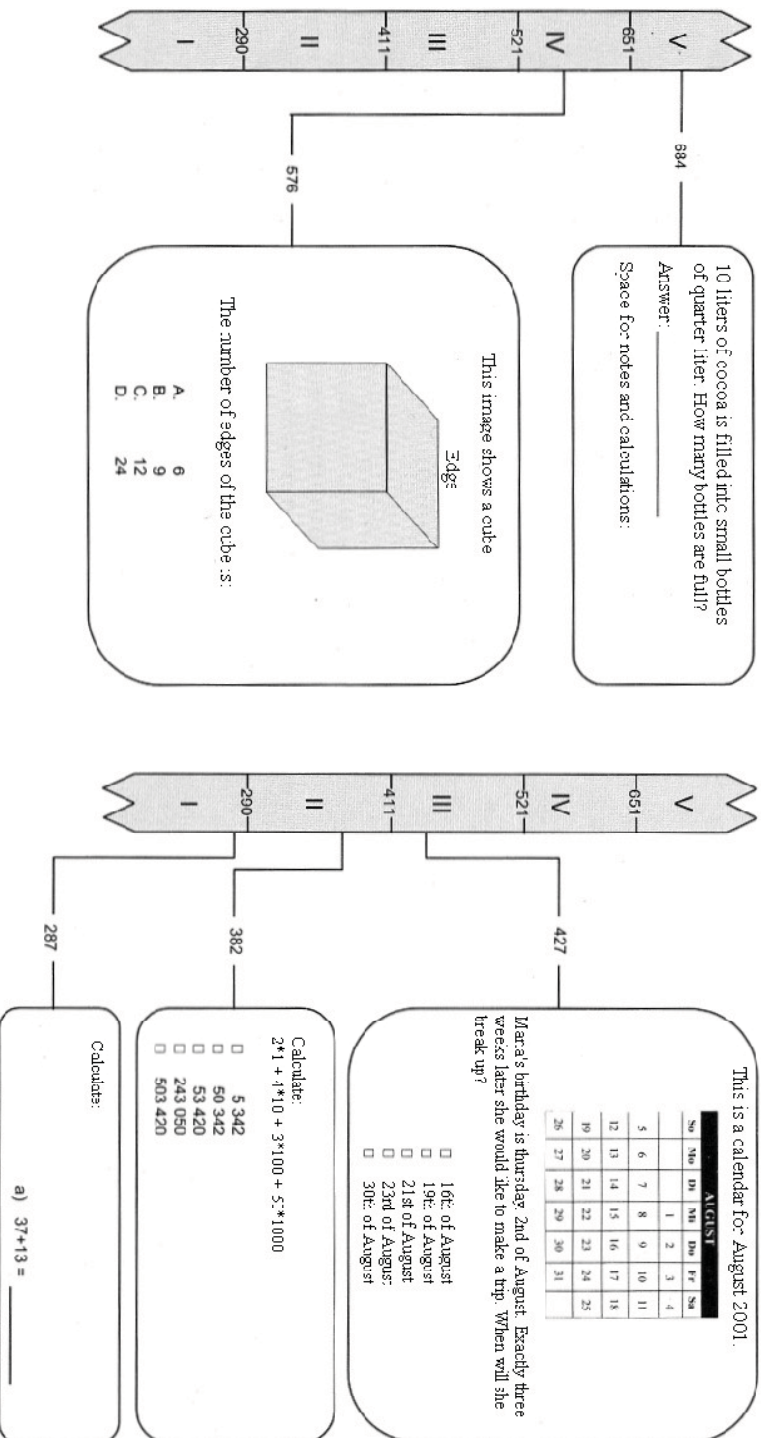 V
651
IV
521
III
411
II
290
I
684
10 liters of cocoa is filled into small bottles
of quarter liter. How many bottles are full?
Answer:
Space for notes and calculations:
576
This image shows a cube
Edge
The number of edges of the cube is:
A. 6
B. 9
C. 12
D. 24
V
651
IV
521
III
411
II
290
I
427
This is a calendar for August 2001.
AUGUST
So Mo Di Mi Do Fr Sa
1 2 3 4
5 6 7 8 9 10 11
12 13 14 15 16 17 18
19 20 21 22 23 24 25
26 27 28 29 30 31
Maria's birthday is thursday, 2nd of August. Exactly three
weeks later she would like to make a trip. When will she
break up?
16th of August
19th of August
21st of August
23rd of August
30th of August
382
Calculate:
2*1 + 4*10 + 3*100 + *1000
5 342
50 342
53 420
243 050
503 420
287
Calculate:
a) 37+13 =